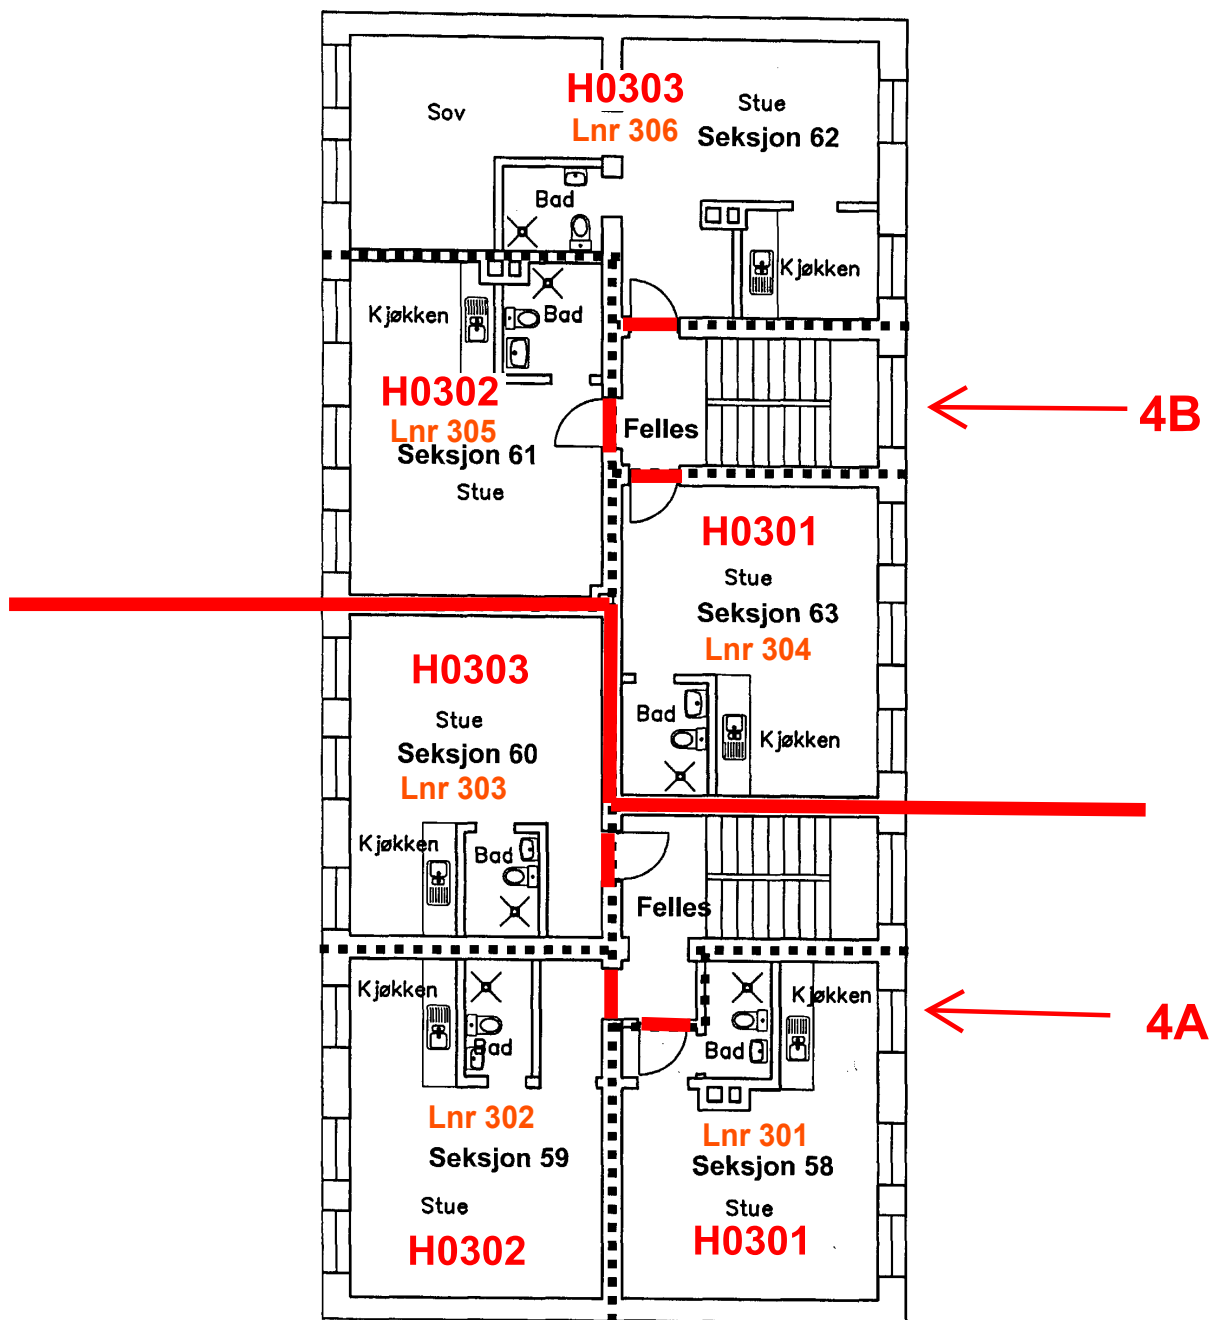 H0303
Sov
Stue
Lnr 306
Seksjon 62
Bad
Kjøkken
Kjøkken
Bad
H0302
Lnr 305
Seksjon 61
Stue
Felles
4B
H0301
Stue
Seksjon 63
Lnr 304
Bad
Kjøkken
H0303
Stue
Seksjon 60
Lnr 303
Kjøkken
Bad
Felles
Kjøkken
Bad
Kjøkken
Bad
4A
Lnr 302
Seksjon 59
Stue
H0302
Lnr 301
Seksjon 58
Stue
H0301